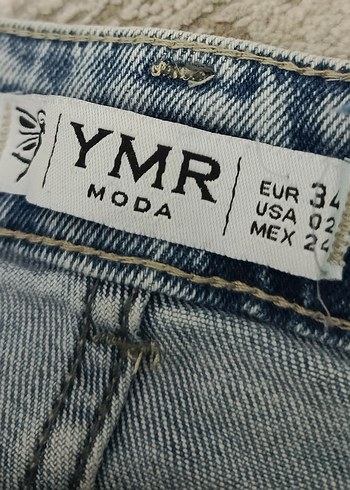 YMR
MODA
EUR 34
USA 02
MEX 24